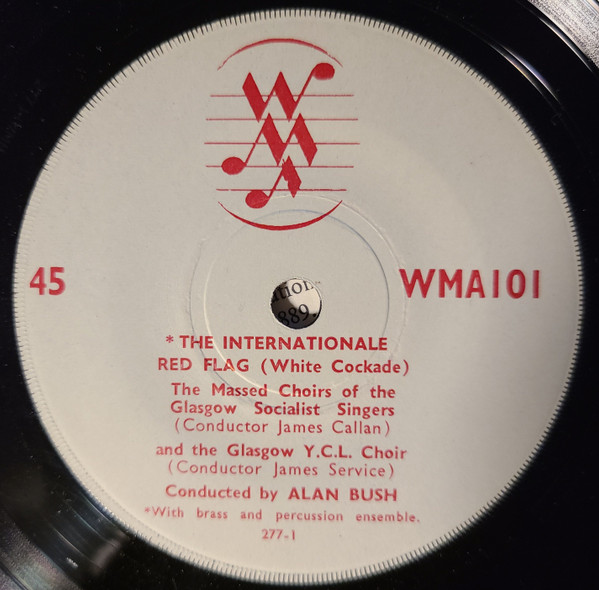 WMA
45
WMA101
* THE INTERNATIONALE
RED FLAG (White Cockade)
The Massed Choirs of the
Glasgow Socialist Singers
(Conductor James Callan)
and the Glasgow Y.C.L. Choir
(Conductor James Service)
Conducted by ALAN BUSH
*With brass and percussion ensemble.
277-1